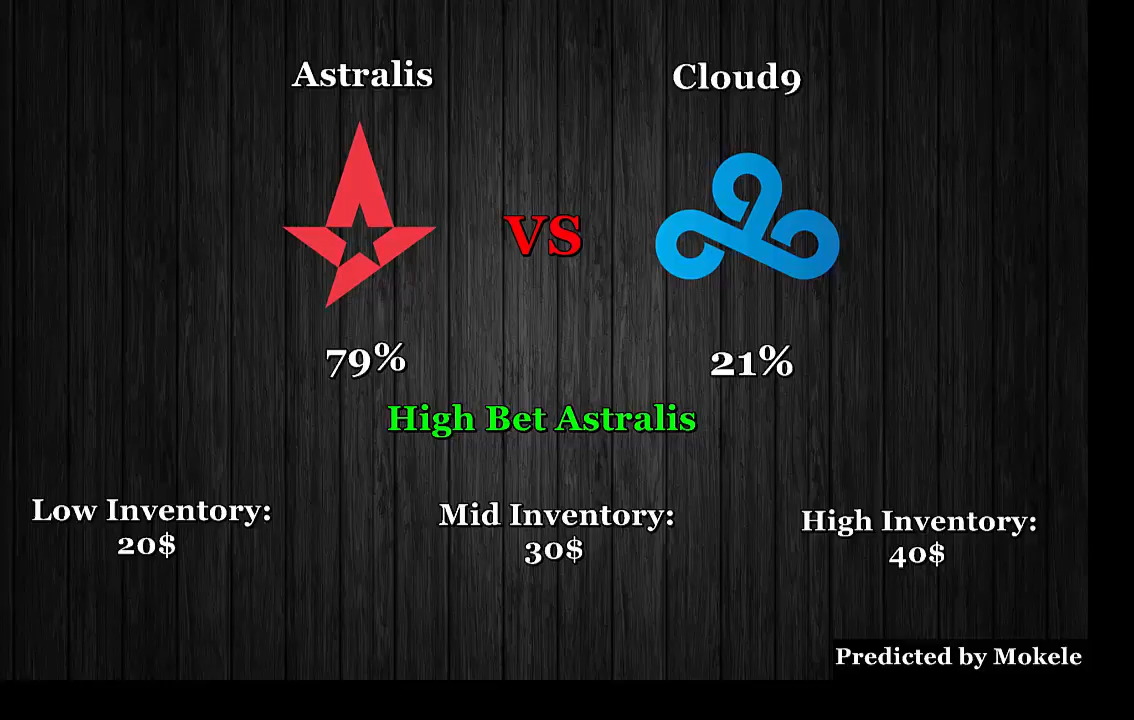 Astralis
Cloud9
VS
79%
21%
High Bet Astralis
Low Inventory:
20$
Mid Inventory:
30$
High Inventory:
40$
Predicted by Mokele